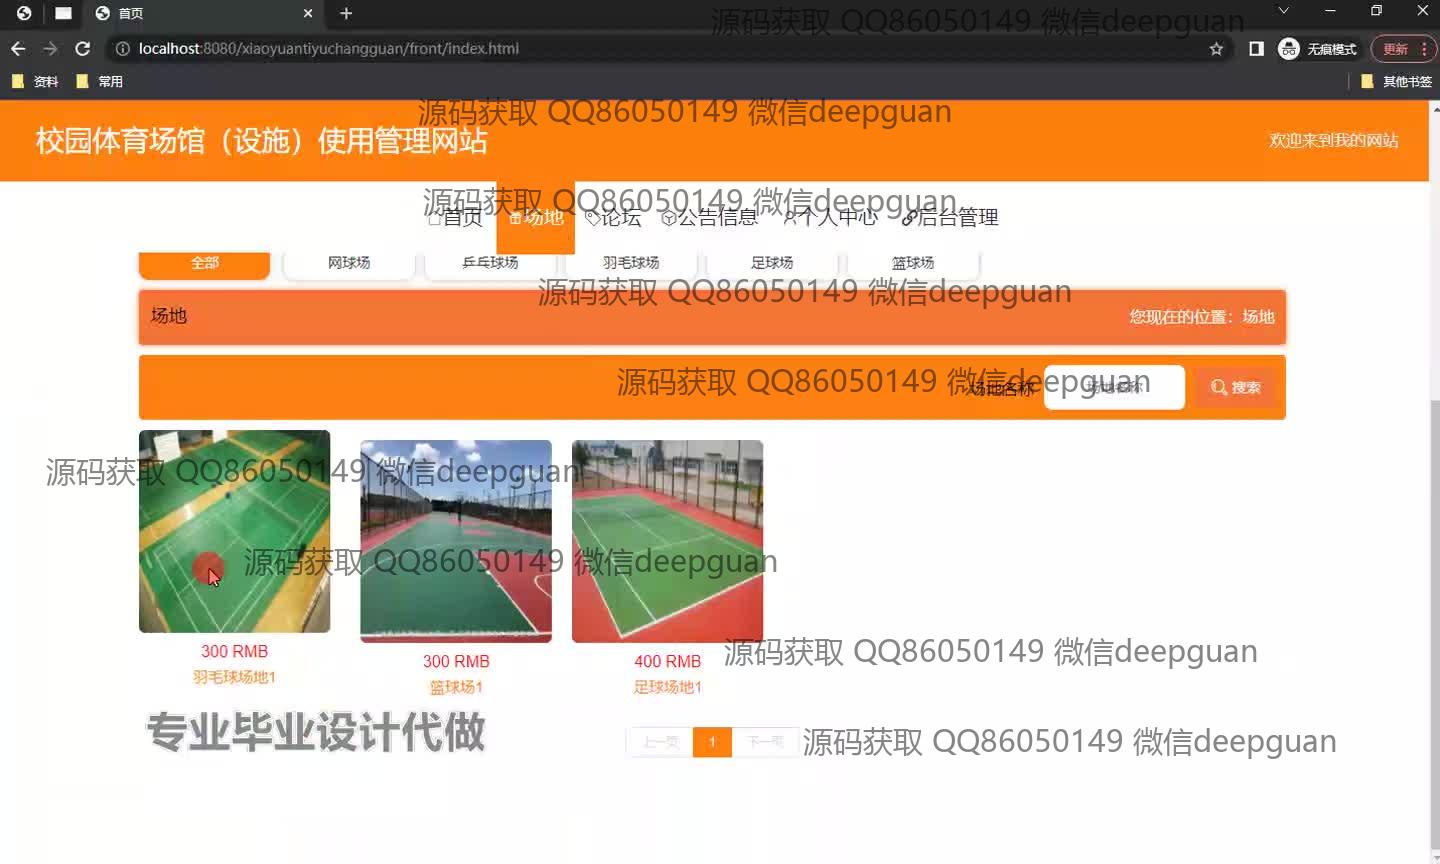 首页
localhost:8080/xiaoyuantiyuchangguan/front/index.html
无痕模式
更新
资料
常用
其他书签
源码获取 QQ86050149 微信deepguan
源码获取 QQ86050149 微信deepguan
校园体育场馆（设施）使用管理网站
欢迎来到我的网站
源码获取 QQ86050149 微信deepguan
首页
场地
论坛
公告信息
个人中心
后台管理
全部
网球场
乒乓球场
羽毛球场
足球场
篮球场
源码获取 QQ86050149 微信deepguan
场地
您现在的位置：场地
源码获取 QQ86050149 微信deepguan
场地名称
场地名称
搜索
源码获取 QQ86050149 微信deepguan
源码获取 QQ86050149 微信deepguan
300 RMB
羽毛球场地1
300 RMB
篮球场1
400 RMB
足球场地1
源码获取 QQ86050149 微信deepguan
专业毕业设计代做
上一页
1
下一页
源码获取 QQ86050149 微信deepguan